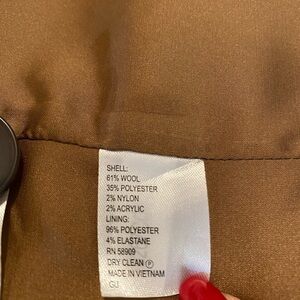 SHELL:
61% WOOL
35% POLYESTER
2% NYLON
2% ACRYLIC
LINING:
96% POLYESTER
4% ELASTANE
RN 58909
DRY CLEAN Ⓟ
MADE IN VIETNAM
GU